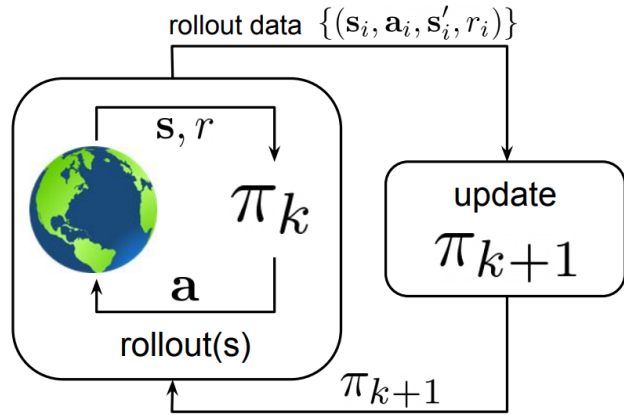 rollout data {(s_i, a_i, s'_i, r_i)}
s, r
π_k
a
rollout(s)
update
π_{k+1}
π_{k+1}